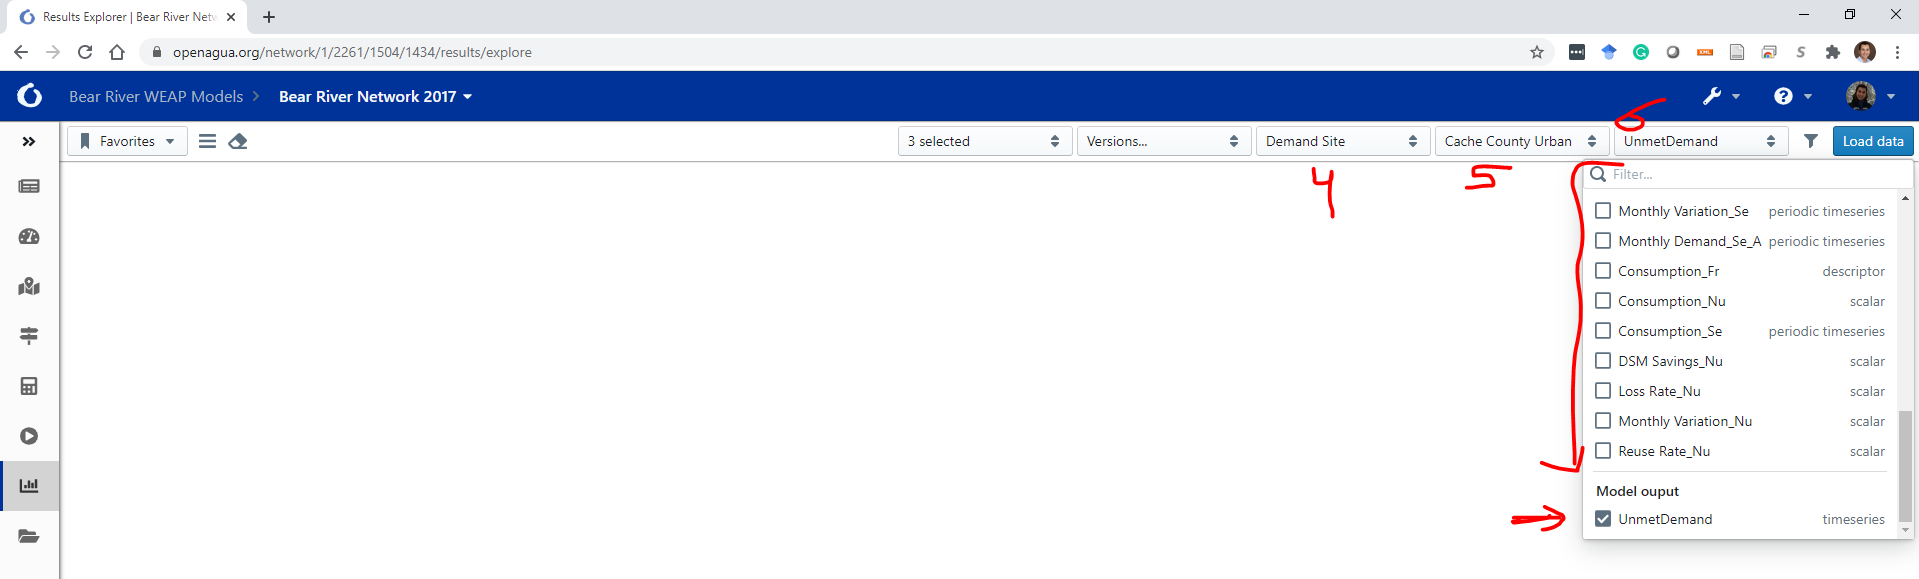 Results Explorer | Bear River Netw
openagua.org/network/1/2261/1504/1434/results/explore
Bear River WEAP Models > Bear River Network 2017
6
Favorites 3 selected Versions... Demand Site Cache County Urban UnmetDemand Load data
4 5
Filter...
Monthly Variation_Se periodic timeseries
Monthly Demand_Se_A periodic timeseries
Consumption_Fr descriptor
Consumption_Nu scalar
Consumption_Se periodic timeseries
DSM Savings_Nu scalar
Loss Rate_Nu scalar
Monthly Variation_Nu scalar
Reuse Rate_Nu scalar
Model ouput
UnmetDemand timeseries